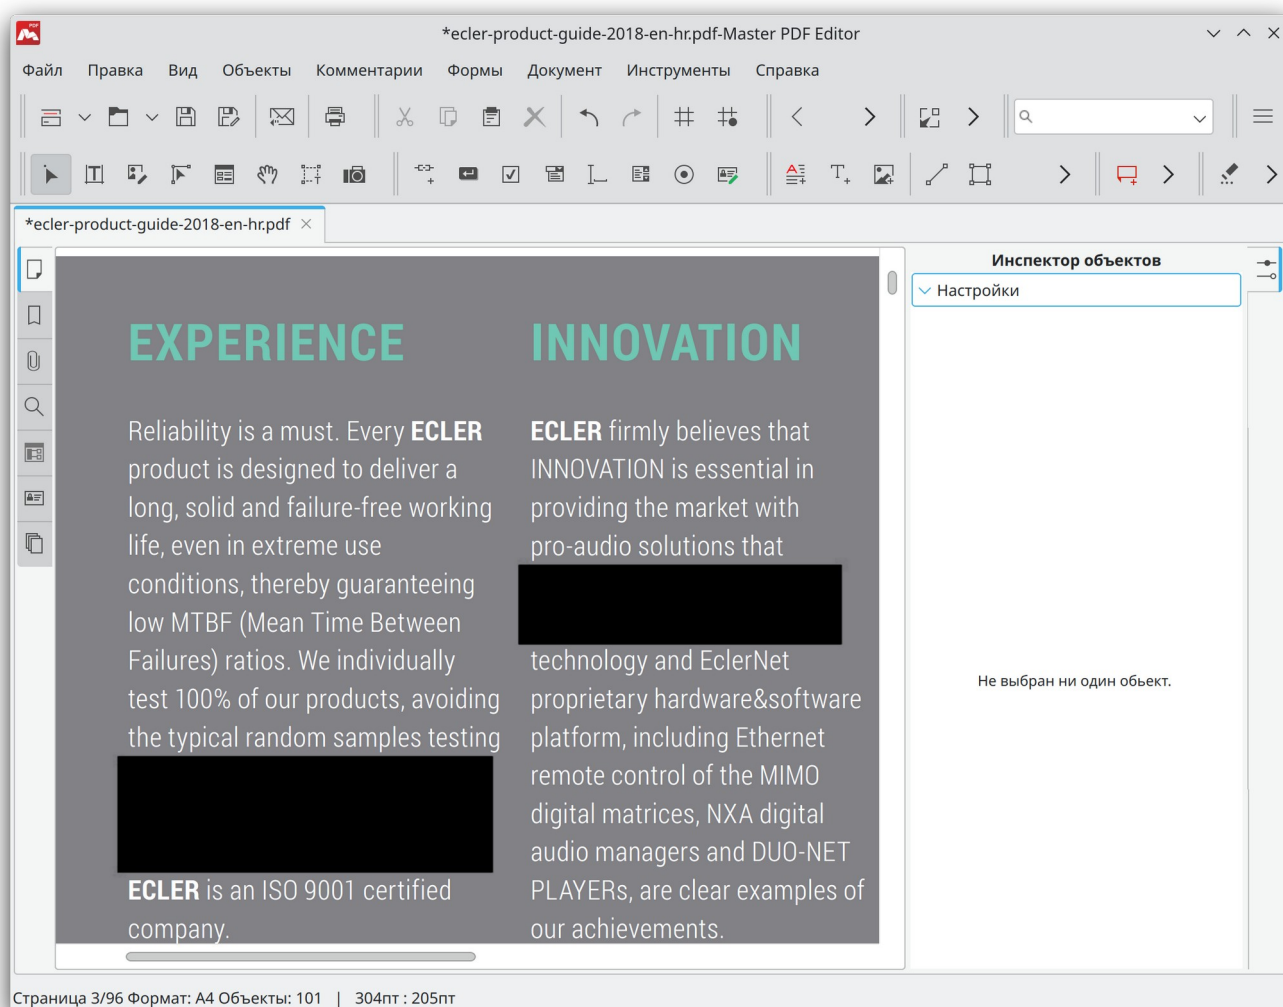 *ecler-product-guide-2018-en-hr.pdf-Master PDF Editor
Файл Правка Вид Объекты Комментарии Формы Документ Инструменты Справка
*ecler-product-guide-2018-en-hr.pdf
EXPERIENCE
Reliability is a must. Every ECLER
product is designed to deliver a
long, solid and failure-free working
life, even in extreme use
conditions, thereby guaranteeing
low MTBF (Mean Time Between
Failures) ratios. We individually
test 100% of our products, avoiding
the typical random samples testing
ECLER is an ISO 9001 certified
company.
INNOVATION
ECLER firmly believes that
INNOVATION is essential in
providing the market with
pro-audio solutions that
technology and EclerNet
proprietary hardware&software
platform, including Ethernet
remote control of the MIMO
digital matrices, NXA digital
audio managers and DUO-NET
PLAYERs, are clear examples of
our achievements.
Инспектор объектов
Настройки
Не выбран ни один обьект.
Страница 3/96 Формат: A4 Объекты: 101 | 304пт : 205пт